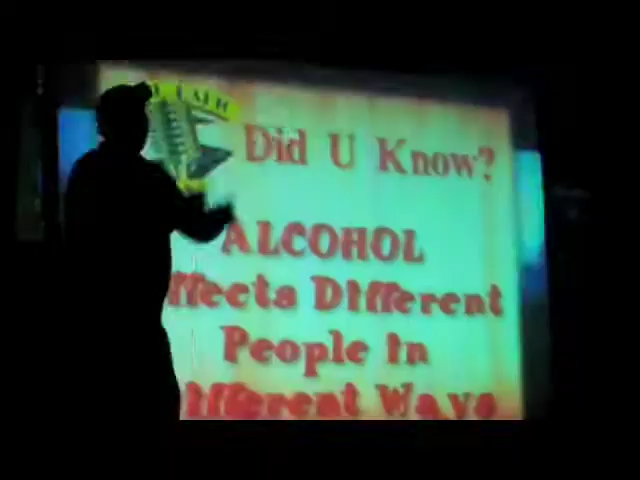 Did U Know?
ALCOHOL
ffects Different
People In
ifferent Ways